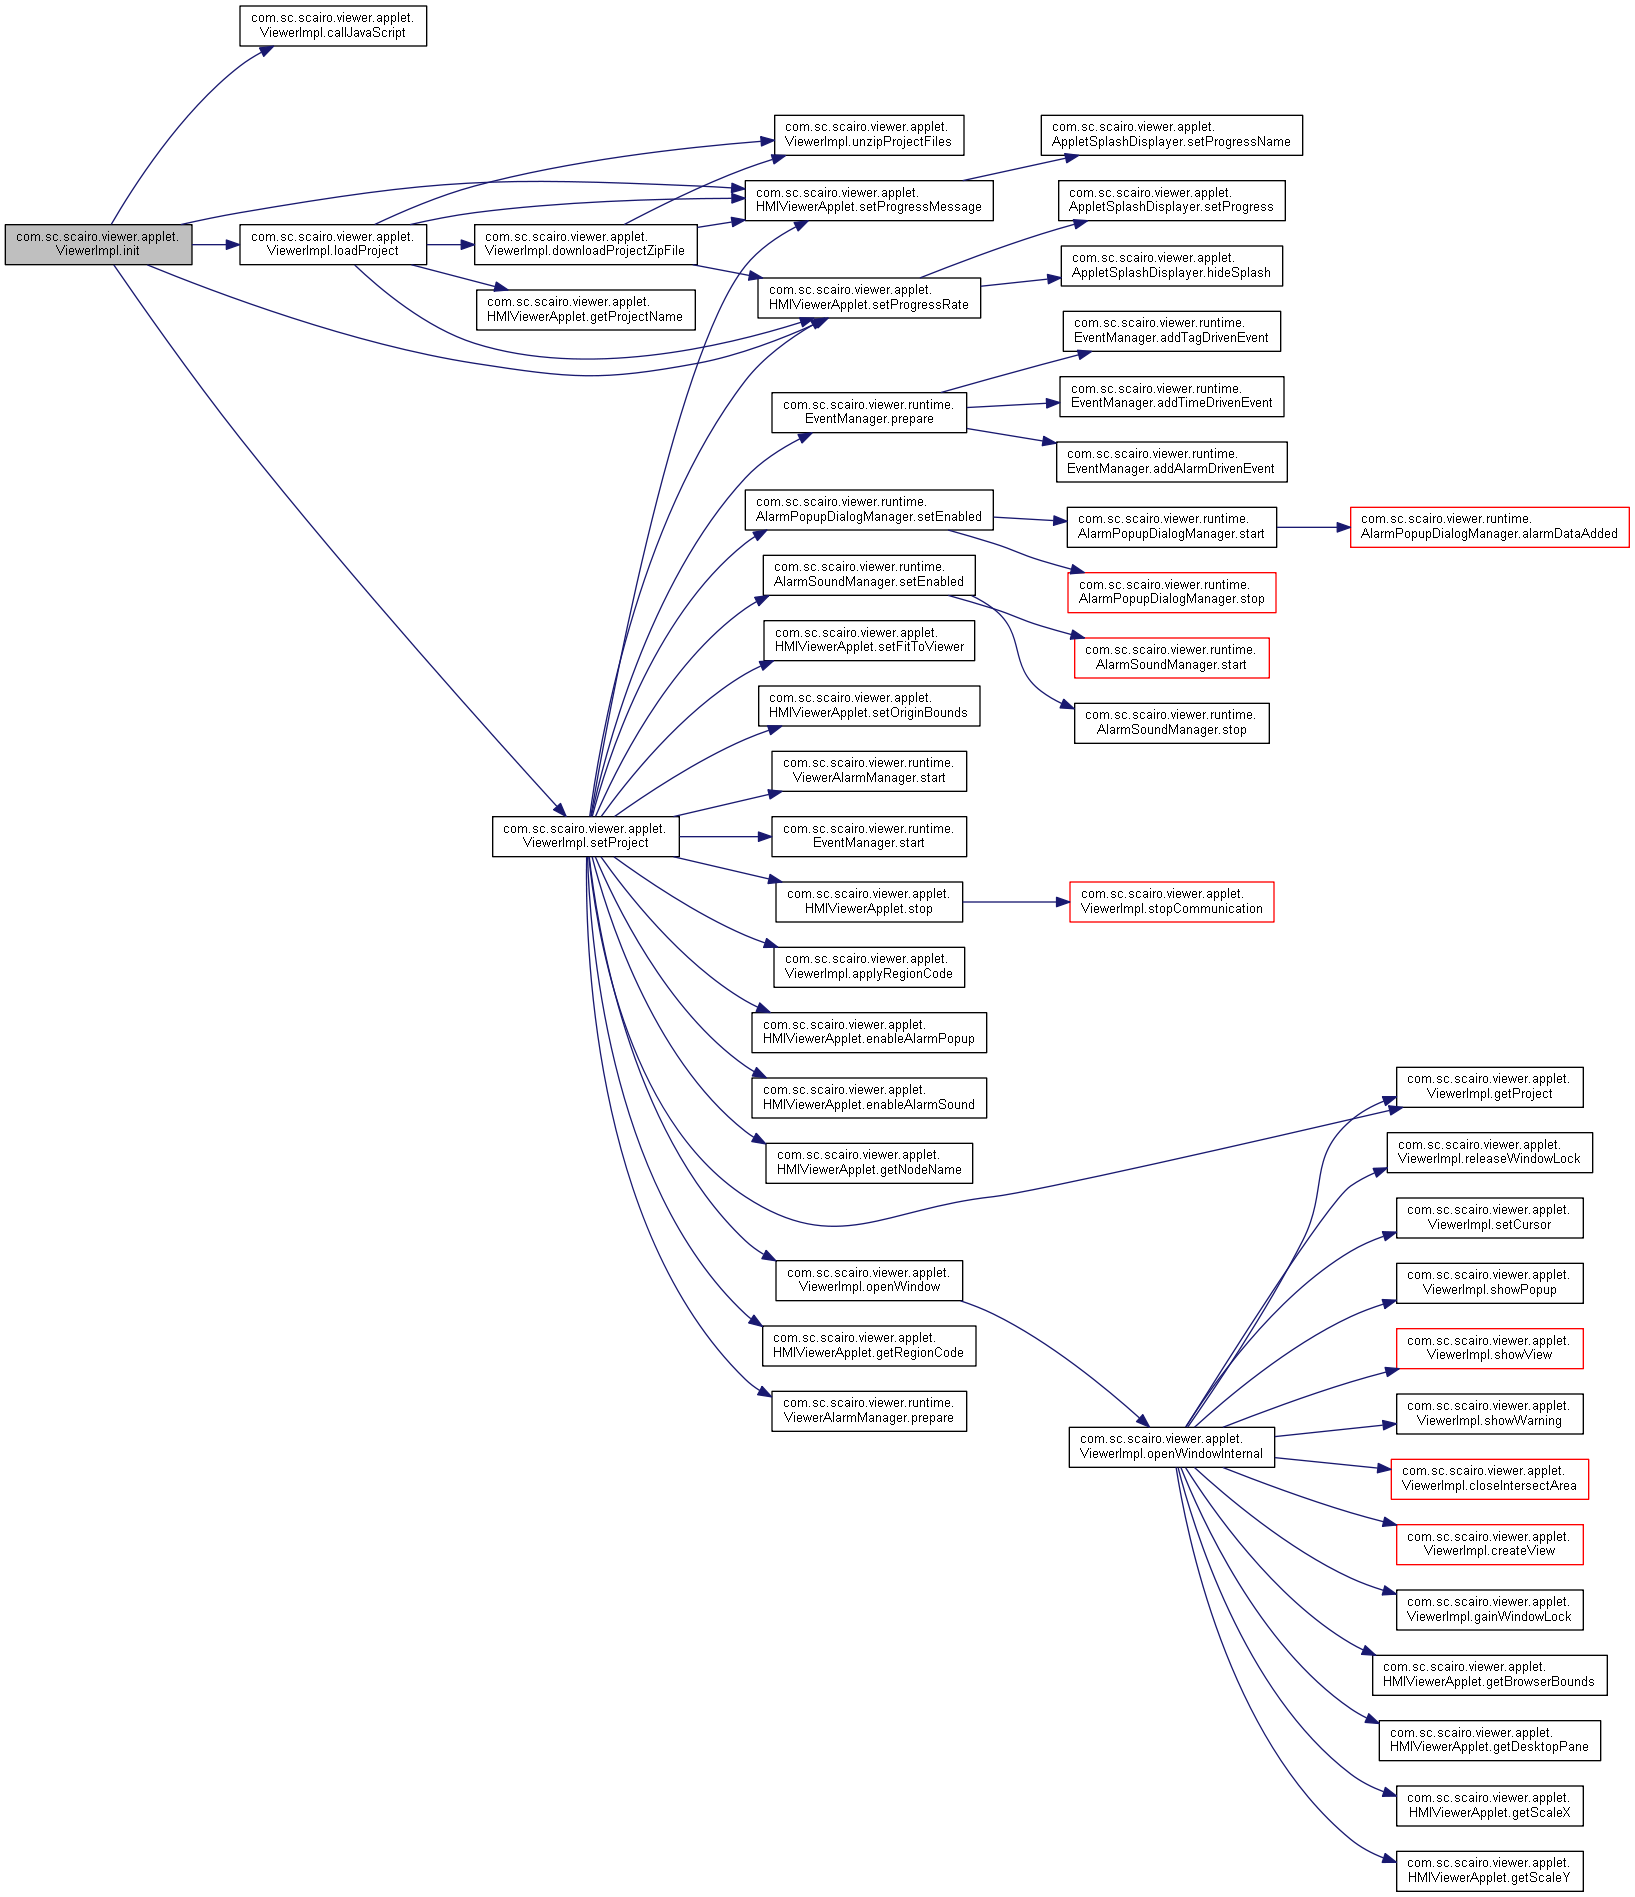 com.sc.scairo.viewer.applet.
ViewerImpl.callJavaScript
com.sc.scairo.viewer.applet.
ViewerImpl.unzipProjectFiles
com.sc.scairo.viewer.applet.
AppletSplashDisplayer.setProgressName
com.sc.scairo.viewer.applet.
HMIViewerApplet.setProgressMessage
com.sc.scairo.viewer.applet.
AppletSplashDisplayer.setProgress
com.sc.scairo.viewer.applet.
ViewerImpl.init
com.sc.scairo.viewer.applet.
ViewerImpl.loadProject
com.sc.scairo.viewer.applet.
ViewerImpl.downloadProjectZipFile
com.sc.scairo.viewer.applet.
AppletSplashDisplayer.hideSplash
com.sc.scairo.viewer.applet.
HMIViewerApplet.getProjectName
com.sc.scairo.viewer.applet.
HMIViewerApplet.setProgressRate
com.sc.scairo.viewer.runtime.
EventManager.addTagDrivenEvent
com.sc.scairo.viewer.runtime.
EventManager.prepare
com.sc.scairo.viewer.runtime.
EventManager.addTimeDrivenEvent
com.sc.scairo.viewer.runtime.
EventManager.addAlarmDrivenEvent
com.sc.scairo.viewer.runtime.
AlarmPopupDialogManager.setEnabled
com.sc.scairo.viewer.runtime.
AlarmPopupDialogManager.start
com.sc.scairo.viewer.runtime.
AlarmPopupDialogManager.alarmDataAdded
com.sc.scairo.viewer.runtime.
AlarmSoundManager.setEnabled
com.sc.scairo.viewer.runtime.
AlarmPopupDialogManager.stop
com.sc.scairo.viewer.applet.
HMIViewerApplet.setFitToViewer
com.sc.scairo.viewer.runtime.
AlarmSoundManager.start
com.sc.scairo.viewer.applet.
HMIViewerApplet.setOriginBounds
com.sc.scairo.viewer.runtime.
AlarmSoundManager.stop
com.sc.scairo.viewer.runtime.
ViewerAlarmManager.start
com.sc.scairo.viewer.applet.
ViewerImpl.setProject
com.sc.scairo.viewer.runtime.
EventManager.start
com.sc.scairo.viewer.applet.
HMIViewerApplet.stop
com.sc.scairo.viewer.applet.
ViewerImpl.stopCommunication
com.sc.scairo.viewer.applet.
ViewerImpl.applyRegionCode
com.sc.scairo.viewer.applet.
HMIViewerApplet.enableAlarmPopup
com.sc.scairo.viewer.applet.
HMIViewerApplet.enableAlarmSound
com.sc.scairo.viewer.applet.
ViewerImpl.getProject
com.sc.scairo.viewer.applet.
HMIViewerApplet.getNodeName
com.sc.scairo.viewer.applet.
ViewerImpl.releaseWindowLock
com.sc.scairo.viewer.applet.
ViewerImpl.setCursor
com.sc.scairo.viewer.applet.
ViewerImpl.openWindow
com.sc.scairo.viewer.applet.
ViewerImpl.showPopup
com.sc.scairo.viewer.applet.
HMIViewerApplet.getRegionCode
com.sc.scairo.viewer.applet.
ViewerImpl.showView
com.sc.scairo.viewer.runtime.
ViewerAlarmManager.prepare
com.sc.scairo.viewer.applet.
ViewerImpl.showWarning
com.sc.scairo.viewer.applet.
ViewerImpl.openWindowInternal
com.sc.scairo.viewer.applet.
ViewerImpl.closeIntersectArea
com.sc.scairo.viewer.applet.
ViewerImpl.createView
com.sc.scairo.viewer.applet.
ViewerImpl.gainWindowLock
com.sc.scairo.viewer.applet.
HMIViewerApplet.getBrowserBounds
com.sc.scairo.viewer.applet.
HMIViewerApplet.getDesktopPane
com.sc.scairo.viewer.applet.
HMIViewerApplet.getScaleX
com.sc.scairo.viewer.applet.
HMIViewerApplet.getScaleY